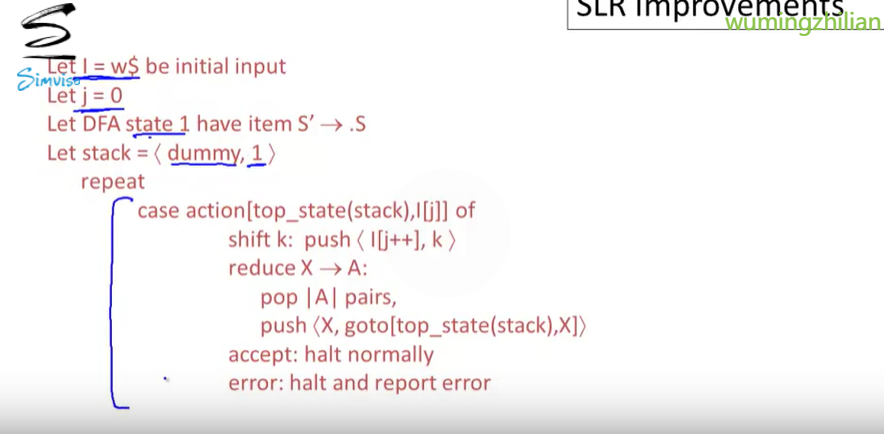 SLR Improvements
wumingzhilian
Simviso
Let I = w$ be initial input
Let j = 0
Let DFA state 1 have item S’ → .S
Let stack = ⟨ dummy, 1 ⟩
repeat
case action[top_state(stack),I[j]] of
shift k: push ⟨ I[j++], k ⟩
reduce X → A:
pop |A| pairs,
push ⟨X, goto[top_state(stack),X]⟩
accept: halt normally
error: halt and report error